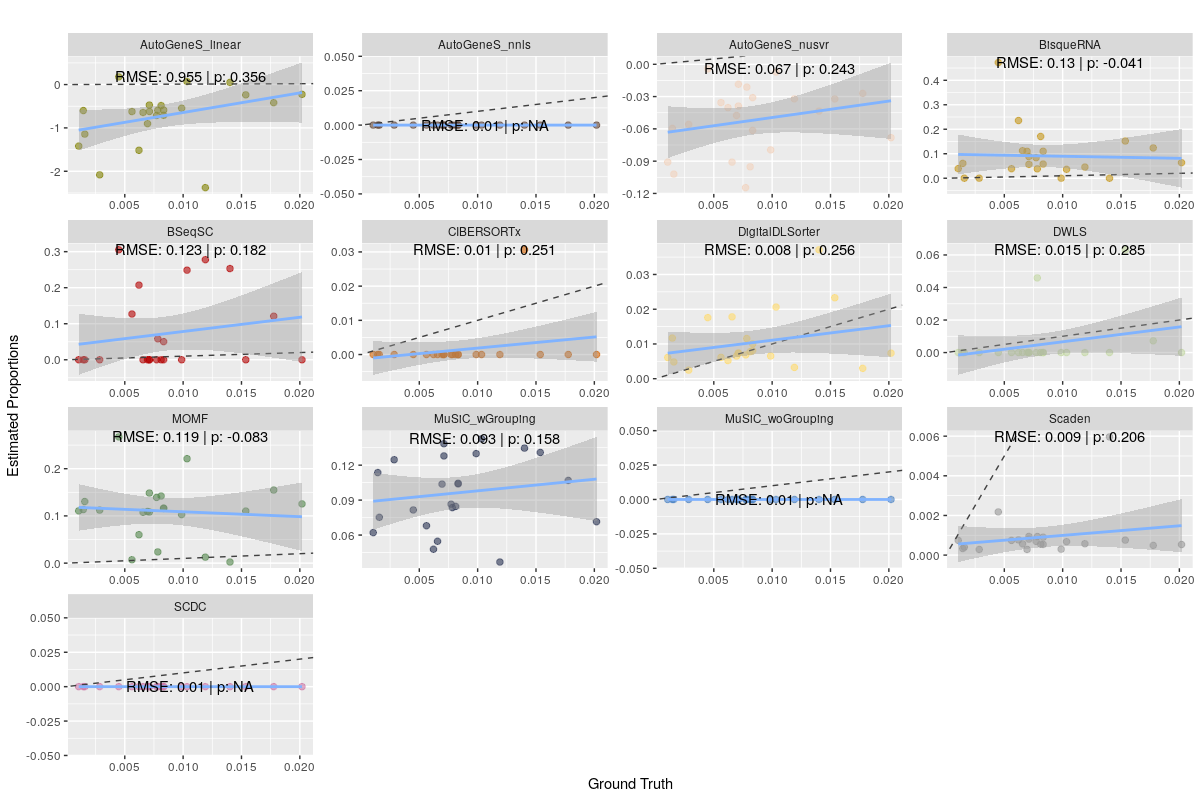 AutoGeneS_linear
RMSE: 0.955 | p: 0.356
0
-1
-2
0.005 0.010 0.015 0.020
AutoGeneS_nnls
0.050
0.025
0.000
-0.025
-0.050
RMSE: 0.01 | p: NA
0.005 0.010 0.015 0.020
AutoGeneS_nusvr
RMSE: 0.067 | p: 0.243
0.00
-0.03
-0.06
-0.09
-0.12
0.005 0.010 0.015 0.020
BisqueRNA
RMSE: 0.13 | p: -0.041
0.4
0.3
0.2
0.1
0.0
0.005 0.010 0.015 0.020
BSeqSC
RMSE: 0.123 | p: 0.182
0.3
0.2
0.1
0.0
0.005 0.010 0.015 0.020
CIBERSORTx
RMSE: 0.01 | p: 0.251
0.03
0.02
0.01
0.00
0.005 0.010 0.015 0.020
DigitalDLSorter
RMSE: 0.008 | p: 0.256
0.03
0.02
0.01
0.00
0.005 0.010 0.015 0.020
DWLS
RMSE: 0.015 | p: 0.285
0.06
0.04
0.02
0.00
0.005 0.010 0.015 0.020
MOMF
RMSE: 0.119 | p: -0.083
0.2
0.1
0.0
0.005 0.010 0.015 0.020
MuSiC_wGrouping
RMSE: 0.093 | p: 0.158
0.12
0.09
0.06
0.005 0.010 0.015 0.020
MuSiC_woGrouping
0.050
0.025
0.000
-0.025
-0.050
RMSE: 0.01 | p: NA
0.005 0.010 0.015 0.020
Scaden
RMSE: 0.009 | p: 0.206
0.006
0.004
0.002
0.000
0.005 0.010 0.015 0.020
SCDC
0.050
0.025
0.000
-0.025
-0.050
RMSE: 0.01 | p: NA
0.005 0.010 0.015 0.020
Estimated Proportions
Ground Truth